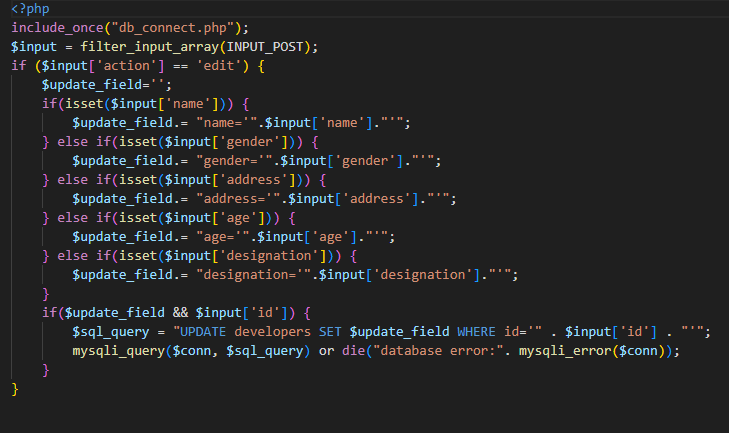 <?php
include_once("db_connect.php");
$input = filter_input_array(INPUT_POST);
if ($input['action'] == 'edit') {
    $update_field='';
    if(isset($input['name'])) {
        $update_field.= "name='".$input['name']."'";
    } else if(isset($input['gender'])) {
        $update_field.= "gender='".$input['gender']."'";
    } else if(isset($input['address'])) {
        $update_field.= "address='".$input['address']."'";
    } else if(isset($input['age'])) {
        $update_field.= "age='".$input['age']."'";
    } else if(isset($input['designation'])) {
        $update_field.= "designation='".$input['designation']."'";
    }
    if($update_field && $input['id']) {
        $sql_query = "UPDATE developers SET $update_field WHERE id='" . $input['id'] . "'";
        mysqli_query($conn, $sql_query) or die("database error:". mysqli_error($conn));
    }
}